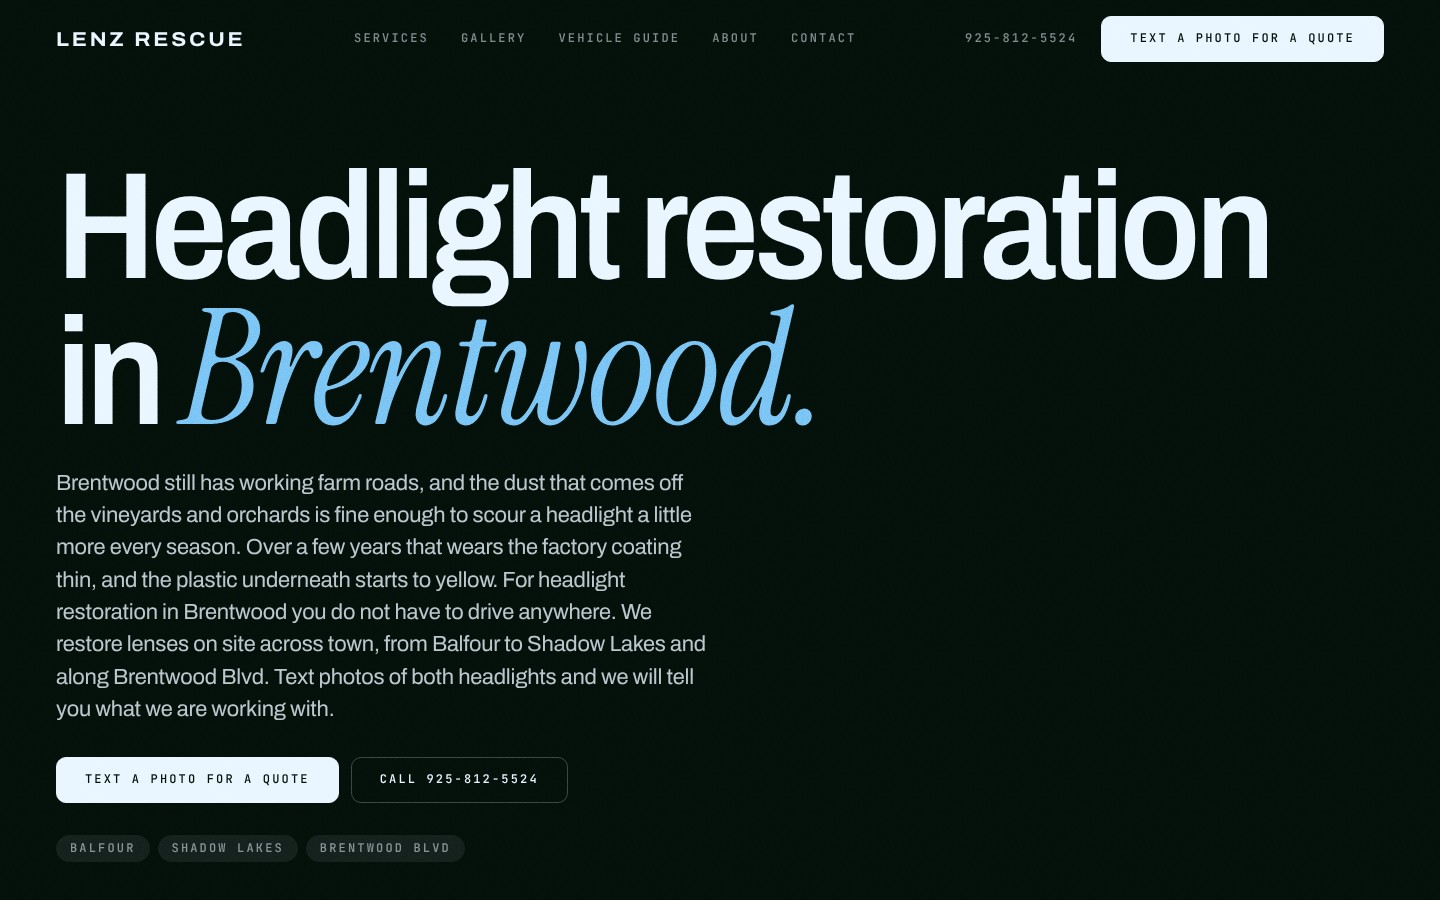 LENZ RESCUE
SERVICES GALLERY VEHICLE GUIDE ABOUT CONTACT 925-812-5524 TEXT A PHOTO FOR A QUOTE
Headlight restoration
in Brentwood.
Brentwood still has working farm roads, and the dust that comes off
the vineyards and orchards is fine enough to scour a headlight a little
more every season. Over a few years that wears the factory coating
thin, and the plastic underneath starts to yellow. For headlight
restoration in Brentwood you do not have to drive anywhere. We
restore lenses on site across town, from Balfour to Shadow Lakes and
along Brentwood Blvd. Text photos of both headlights and we will tell
you what we are working with.
TEXT A PHOTO FOR A QUOTE CALL 925-812-5524
BALFOUR SHADOW LAKES BRENTWOOD BLVD